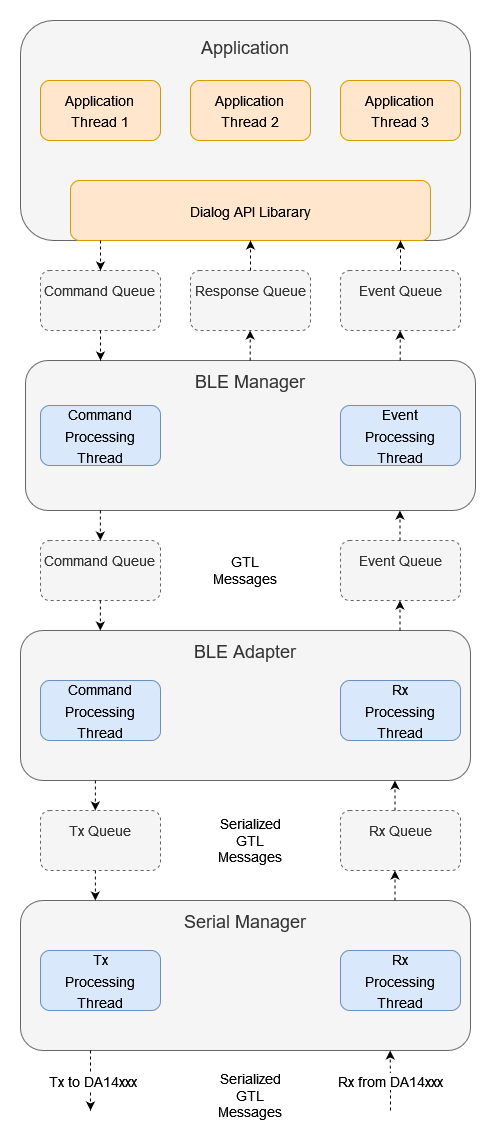 Application
Application
Thread 1
Application
Thread 2
Application
Thread 3
Dialog API Libarary
Command Queue
Response Queue
Event Queue
BLE Manager
Command
Processing
Thread
Event
Processing
Thread
Command Queue
GTL
Messages
Event Queue
BLE Adapter
Command
Processing
Thread
Rx
Processing
Thread
Tx Queue
Serialized
GTL
Messages
Rx Queue
Serial Manager
Tx
Processing
Thread
Rx
Processing
Thread
Tx to DA14xxx
Serialized
GTL
Messages
Rx from DA14xxx